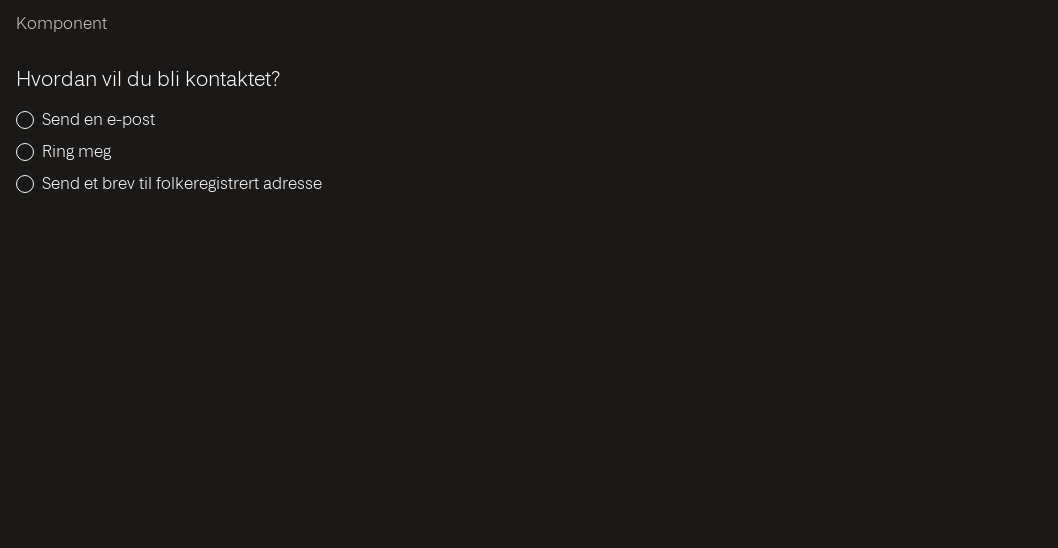 Komponent
Hvordan vil du bli kontaktet?
Send en e-post
Ring meg
Send et brev til folkeregistrert adresse